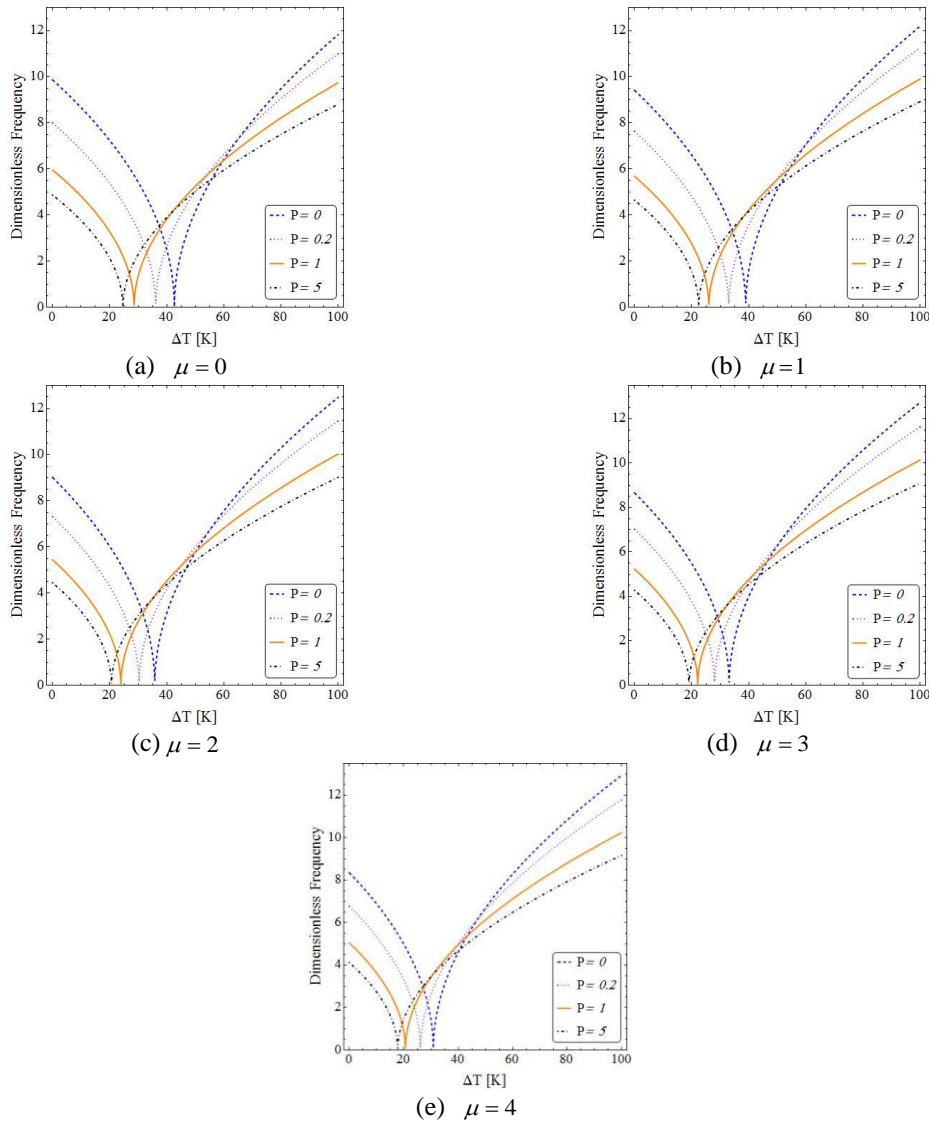 12
10
8
6
4
2
0
0 20 40 60 80 100
Dimensionless Frequency
ΔT [K]
P= 0
P= 0.2
P= 1
P= 5
(a) μ = 0
12
10
8
6
4
2
0
0 20 40 60 80 100
Dimensionless Frequency
ΔT [K]
P= 0
P= 0.2
P= 1
P= 5
(b) μ = 1
12
10
8
6
4
2
0
0 20 40 60 80 100
Dimensionless Frequency
ΔT [K]
P= 0
P= 0.2
P= 1
P= 5
(c) μ = 2
12
10
8
6
4
2
0
0 20 40 60 80 100
Dimensionless Frequency
ΔT [K]
P= 0
P= 0.2
P= 1
P= 5
(d) μ = 3
12
10
8
6
4
2
0
0 20 40 60 80 100
Dimensionless Frequency
ΔT [K]
P= 0
P= 0.2
P= 1
P= 5
(e) μ = 4